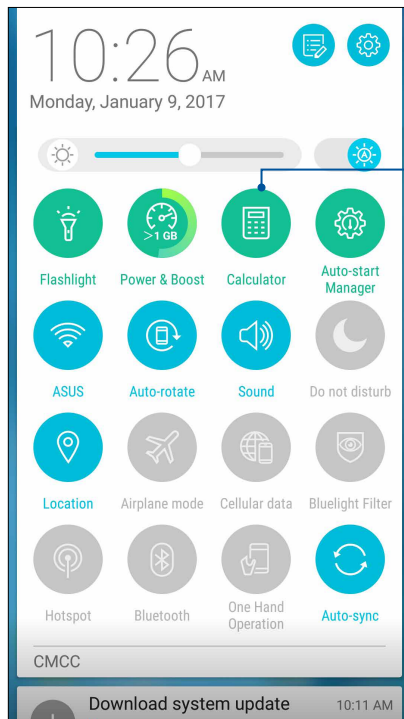 10:26 AM
Monday, January 9, 2017
A
>1 GB
Flashlight Power & Boost Calculator Auto-start
Manager
ASUS Auto-rotate Sound Do not disturb
Location Airplane mode Cellular data Bluelight Filter
Hotspot Bluetooth One Hand
Operation Auto-sync
CMCC
Download system update 10:11 AM